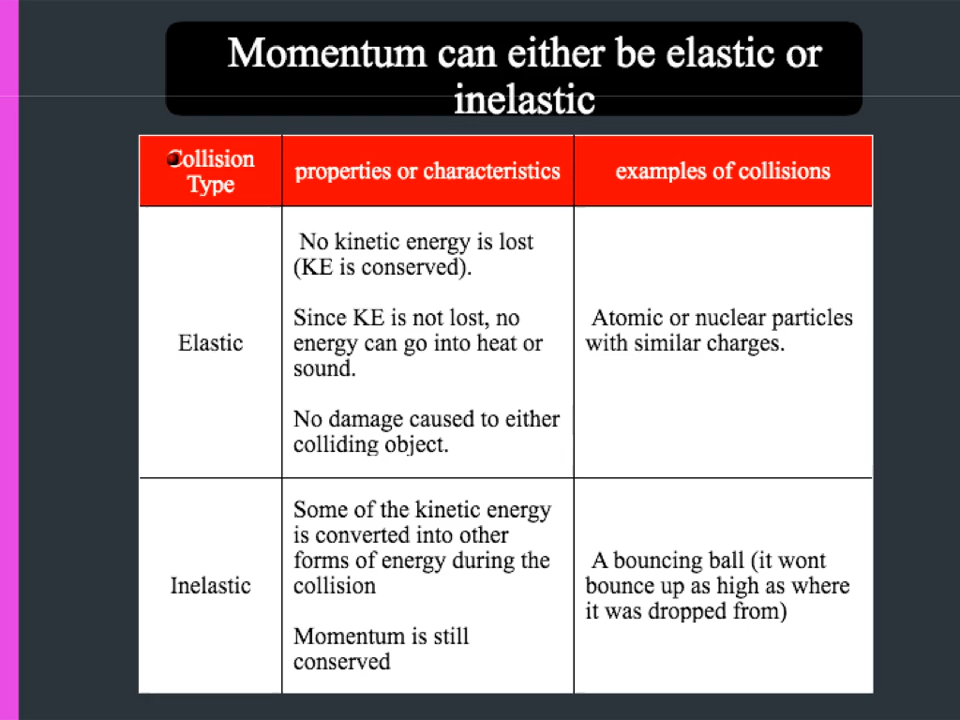 Momentum can either be elastic or
inelastic
Collision
Type
properties or characteristics
examples of collisions
Elastic
No kinetic energy is lost
(KE is conserved).
Since KE is not lost, no
energy can go into heat or
sound.
No damage caused to either
colliding object.
Atomic or nuclear particles
with similar charges.
Inelastic
Some of the kinetic energy
is converted into other
forms of energy during the
collision
Momentum is still
conserved
A bouncing ball (it wont
bounce up as high as where
it was dropped from)